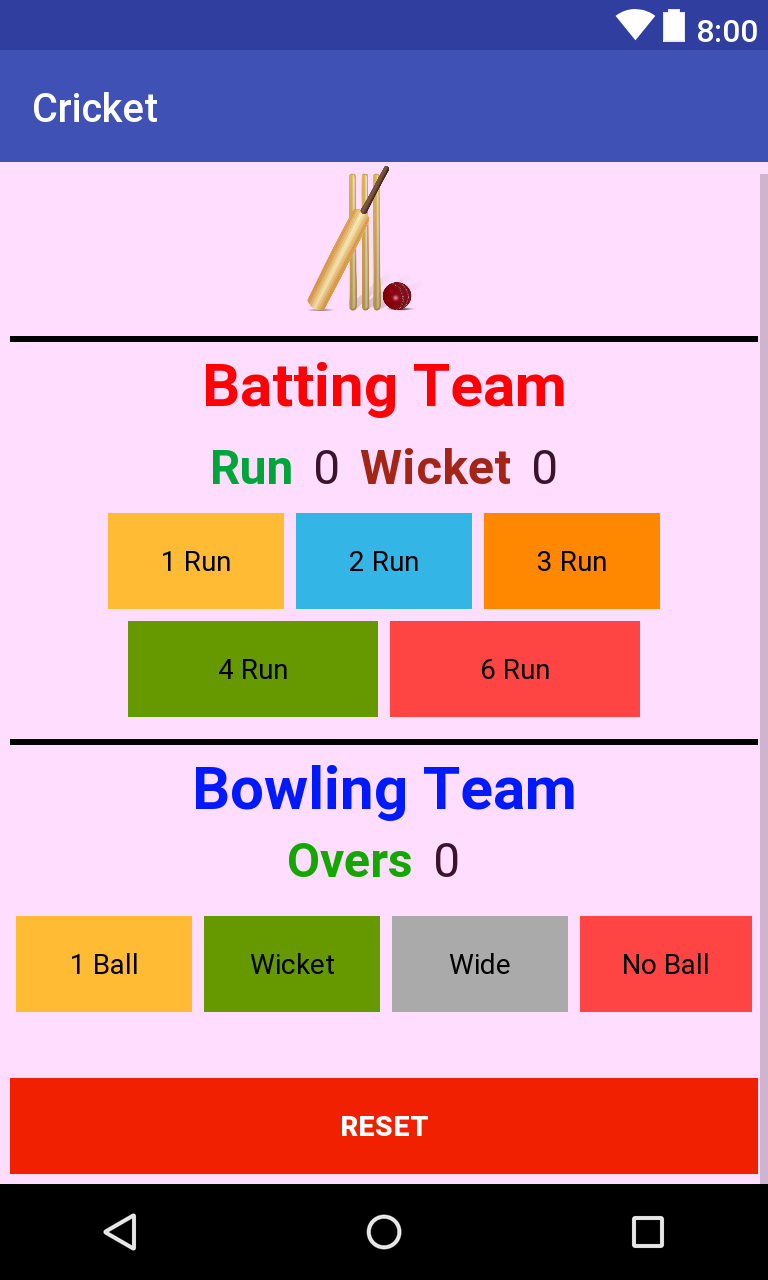 8:00
Cricket
Batting Team
Run 0 Wicket 0
1 Run 2 Run 3 Run
4 Run 6 Run
Bowling Team
Overs 0
1 Ball Wicket Wide No Ball
RESET